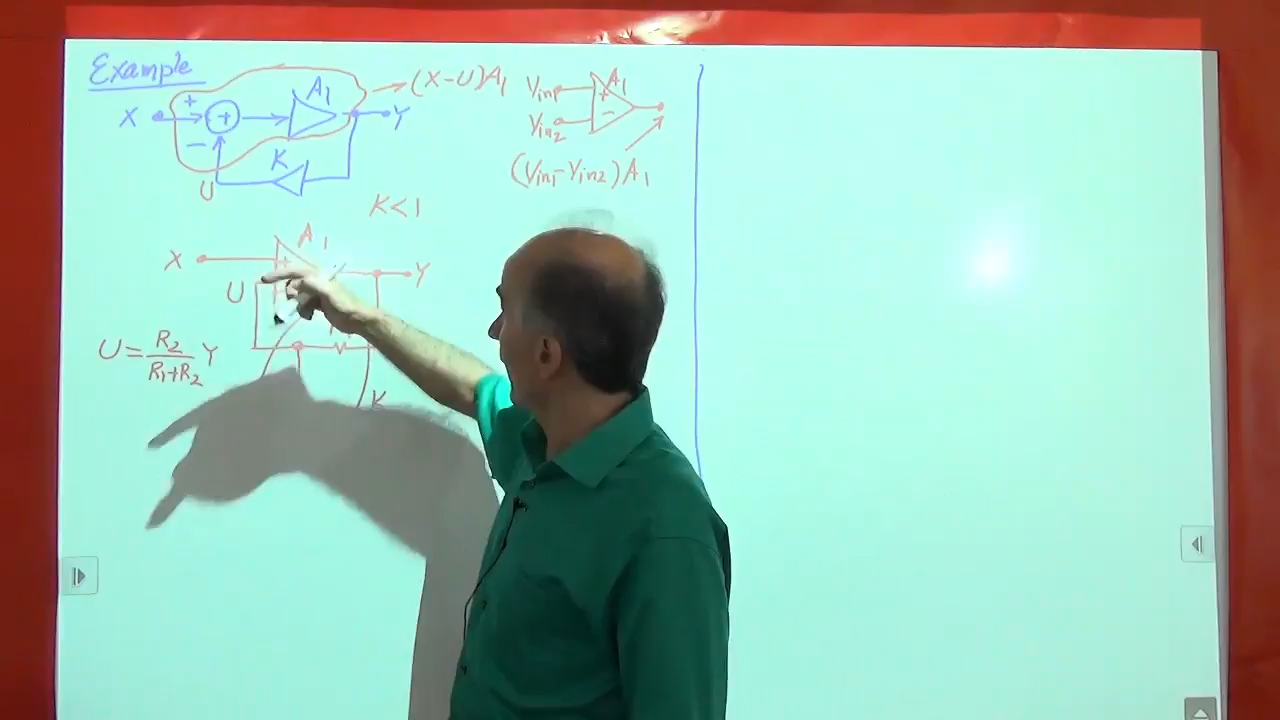 Example
X + + - A1 Y
K
U
(X-U)A1
Vin1 + A1
Vin2 -
(Vin1-Vin2)A1
K<1
A1
X + Y
U
U = R2/(R1+R2) Y
K